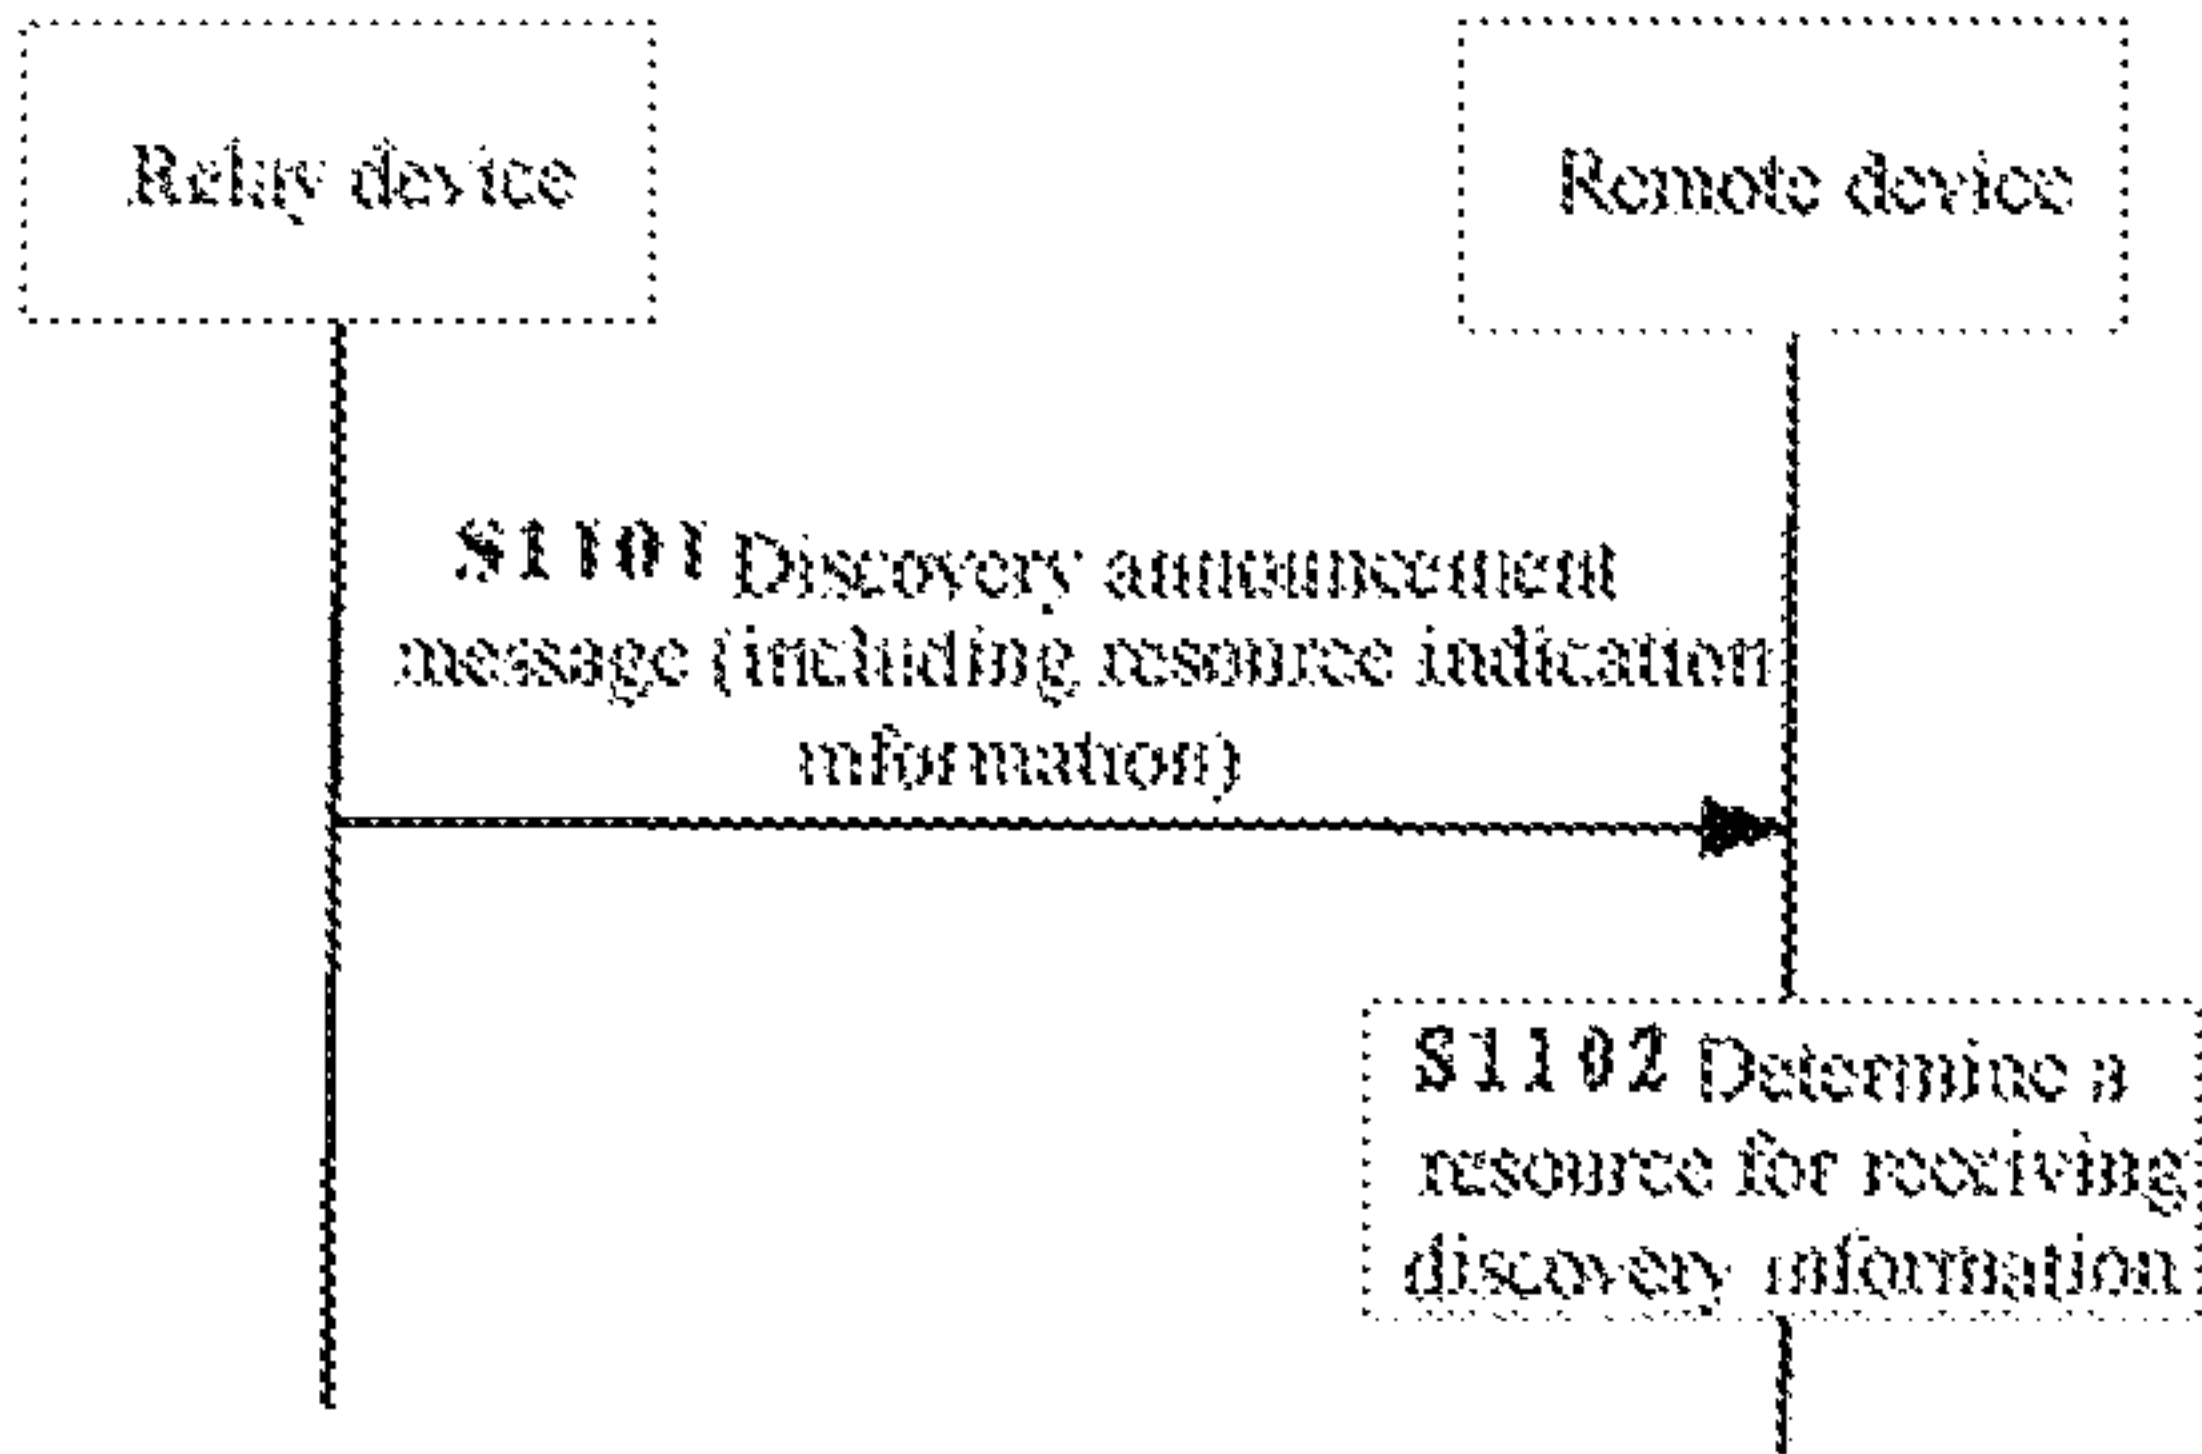 Relay device
Remote device
S1101 Discovery announcement
message (including resource indication
information)
S1102 Determine a
resource for receiving
discovery information